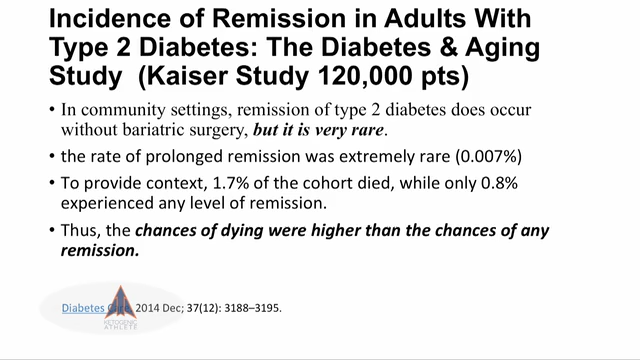 Incidence of Remission in Adults With
Type 2 Diabetes: The Diabetes & Aging
Study (Kaiser Study 120,000 pts)
• In community settings, remission of type 2 diabetes does occur
without bariatric surgery, but it is very rare.
• the rate of prolonged remission was extremely rare (0.007%)
• To provide context, 1.7% of the cohort died, while only 0.8%
experienced any level of remission.
• Thus, the chances of dying were higher than the chances of any
remission.
Diabetes Care. 2014 Dec; 37(12): 3188–3195.
KETOGENIC
ATHLETE